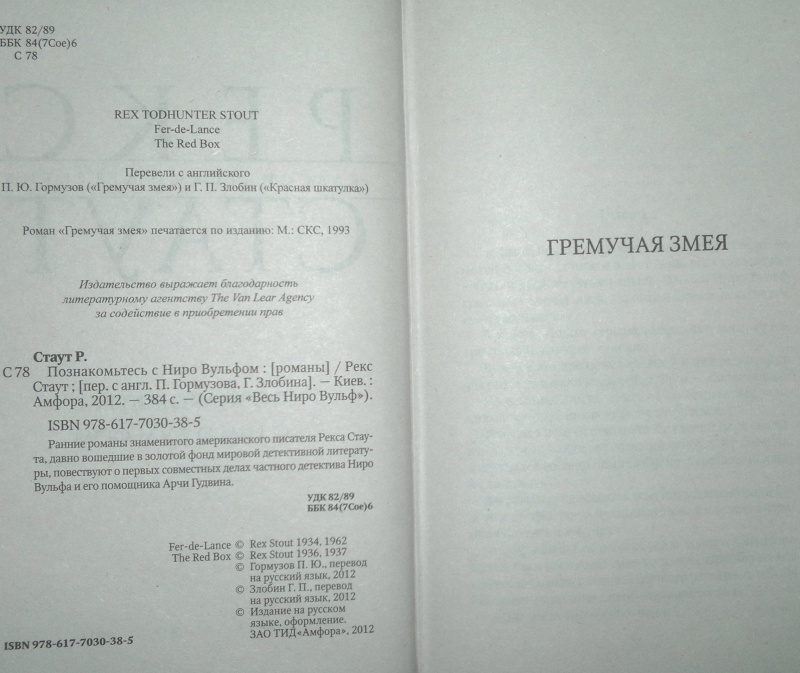 УДК 82/89
ББК 84(7Сое)6
С 78
REX TODHUNTER STOUT
Fer-de-Lance
The Red Box
Перевели с английского
П. Ю. Гормузов («Гремучая змея») и Г. П. Злобин («Красная шкатулка»)
Роман «Гремучая змея» печатается по изданию: М.: СКС, 1993
Издательство выражает благодарность
литературному агентству The Van Lear Agency
за содействие в приобретении прав
Стаут Р.
С 78 Познакомьтесь с Ниро Вульфом : [романы] / Рекс
Стаут ; [пер. с англ. П. Гормузова, Г. Злобина]. — Киев. :
Амфора, 2012. — 384 с. — (Серия «Весь Ниро Вульф»).
ISBN 978-617-7030-38-5
Ранние романы знаменитого американского писателя Рекса Стау-
та, давно вошедшие в золотой фонд мировой детективной литерату-
ры, повествуют о первых совместных делах частного детектива Ниро
Вульфа и его помощника Арчи Гудвина.
УДК 82/89
ББК 84(7Сое)6
Fer-de-Lance © Rex Stout 1934, 1962
The Red Box © Rex Stout 1936, 1937
© Гормузов П. Ю., перевод
на русский язык, 2012
© Злобин Г. П., перевод
на русский язык, 2012
© Издание на русском
языке, оформление.
ЗАО ТИД«Амфора», 2012
ISBN 978-617-7030-38-5
ГРЕМУЧАЯ ЗМЕЯ